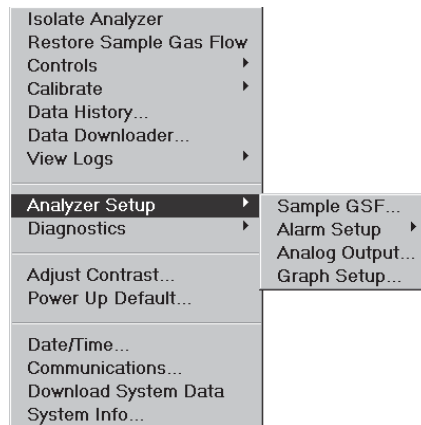 Isolate Analyzer
Restore Sample Gas Flow
Controls
Calibrate
Data History...
Data Downloader...
View Logs
Analyzer Setup
Diagnostics
Adjust Contrast...
Power Up Default...
Date/Time...
Communications...
Download System Data
System Info...
Sample GSF...
Alarm Setup
Analog Output...
Graph Setup...